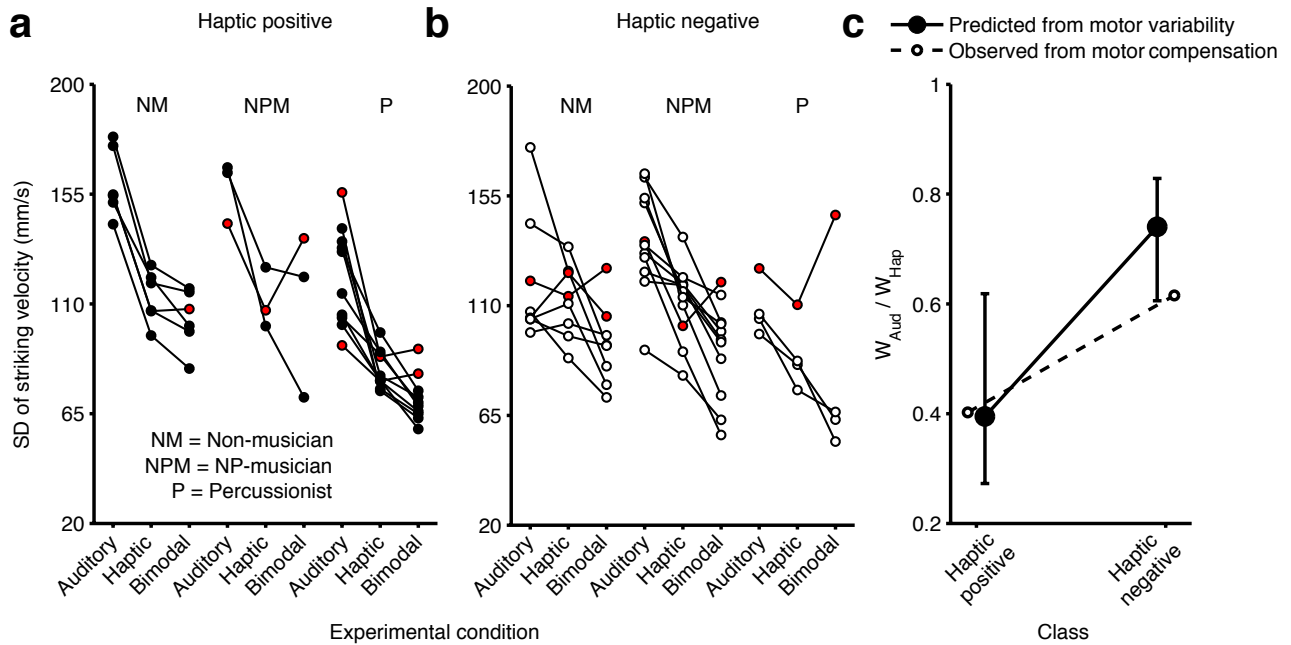 a
Haptic positive
b
Haptic negative
c
Predicted from motor variability
Observed from motor compensation
SD of striking velocity (mm/s)
200
155
110
65
20
NM
NPM
P
NM = Non-musician
NPM = NP-musician
P = Percussionist
Auditory
Haptic
Bimodal
Auditory
Haptic
Bimodal
Auditory
Haptic
Bimodal
200
155
110
65
20
NM
NPM
P
Auditory
Haptic
Bimodal
Auditory
Haptic
Bimodal
Auditory
Haptic
Bimodal
Experimental condition
W_Aud / W_Hap
1
0.8
0.6
0.4
0.2
Haptic
positive
Haptic
negative
Class